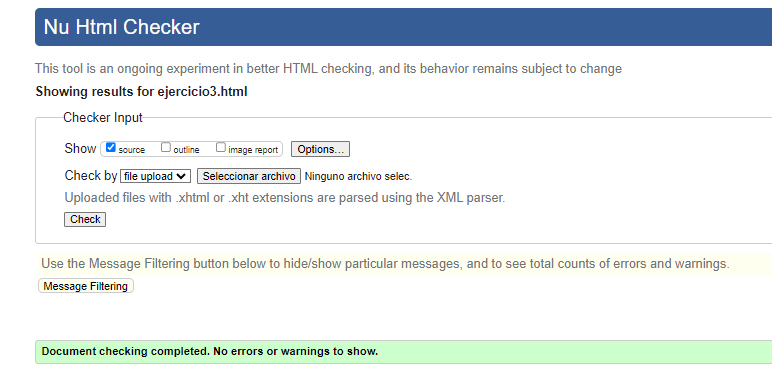 Nu Html Checker
This tool is an ongoing experiment in better HTML checking, and its behavior remains subject to change
Showing results for ejercicio3.html
Checker Input
Show source outline image report Options...
Check by file upload Seleccionar archivo Ninguno archivo selec.
Uploaded files with .xhtml or .xht extensions are parsed using the XML parser.
Check
Use the Message Filtering button below to hide/show particular messages, and to see total counts of errors and warnings.
Message Filtering
Document checking completed. No errors or warnings to show.